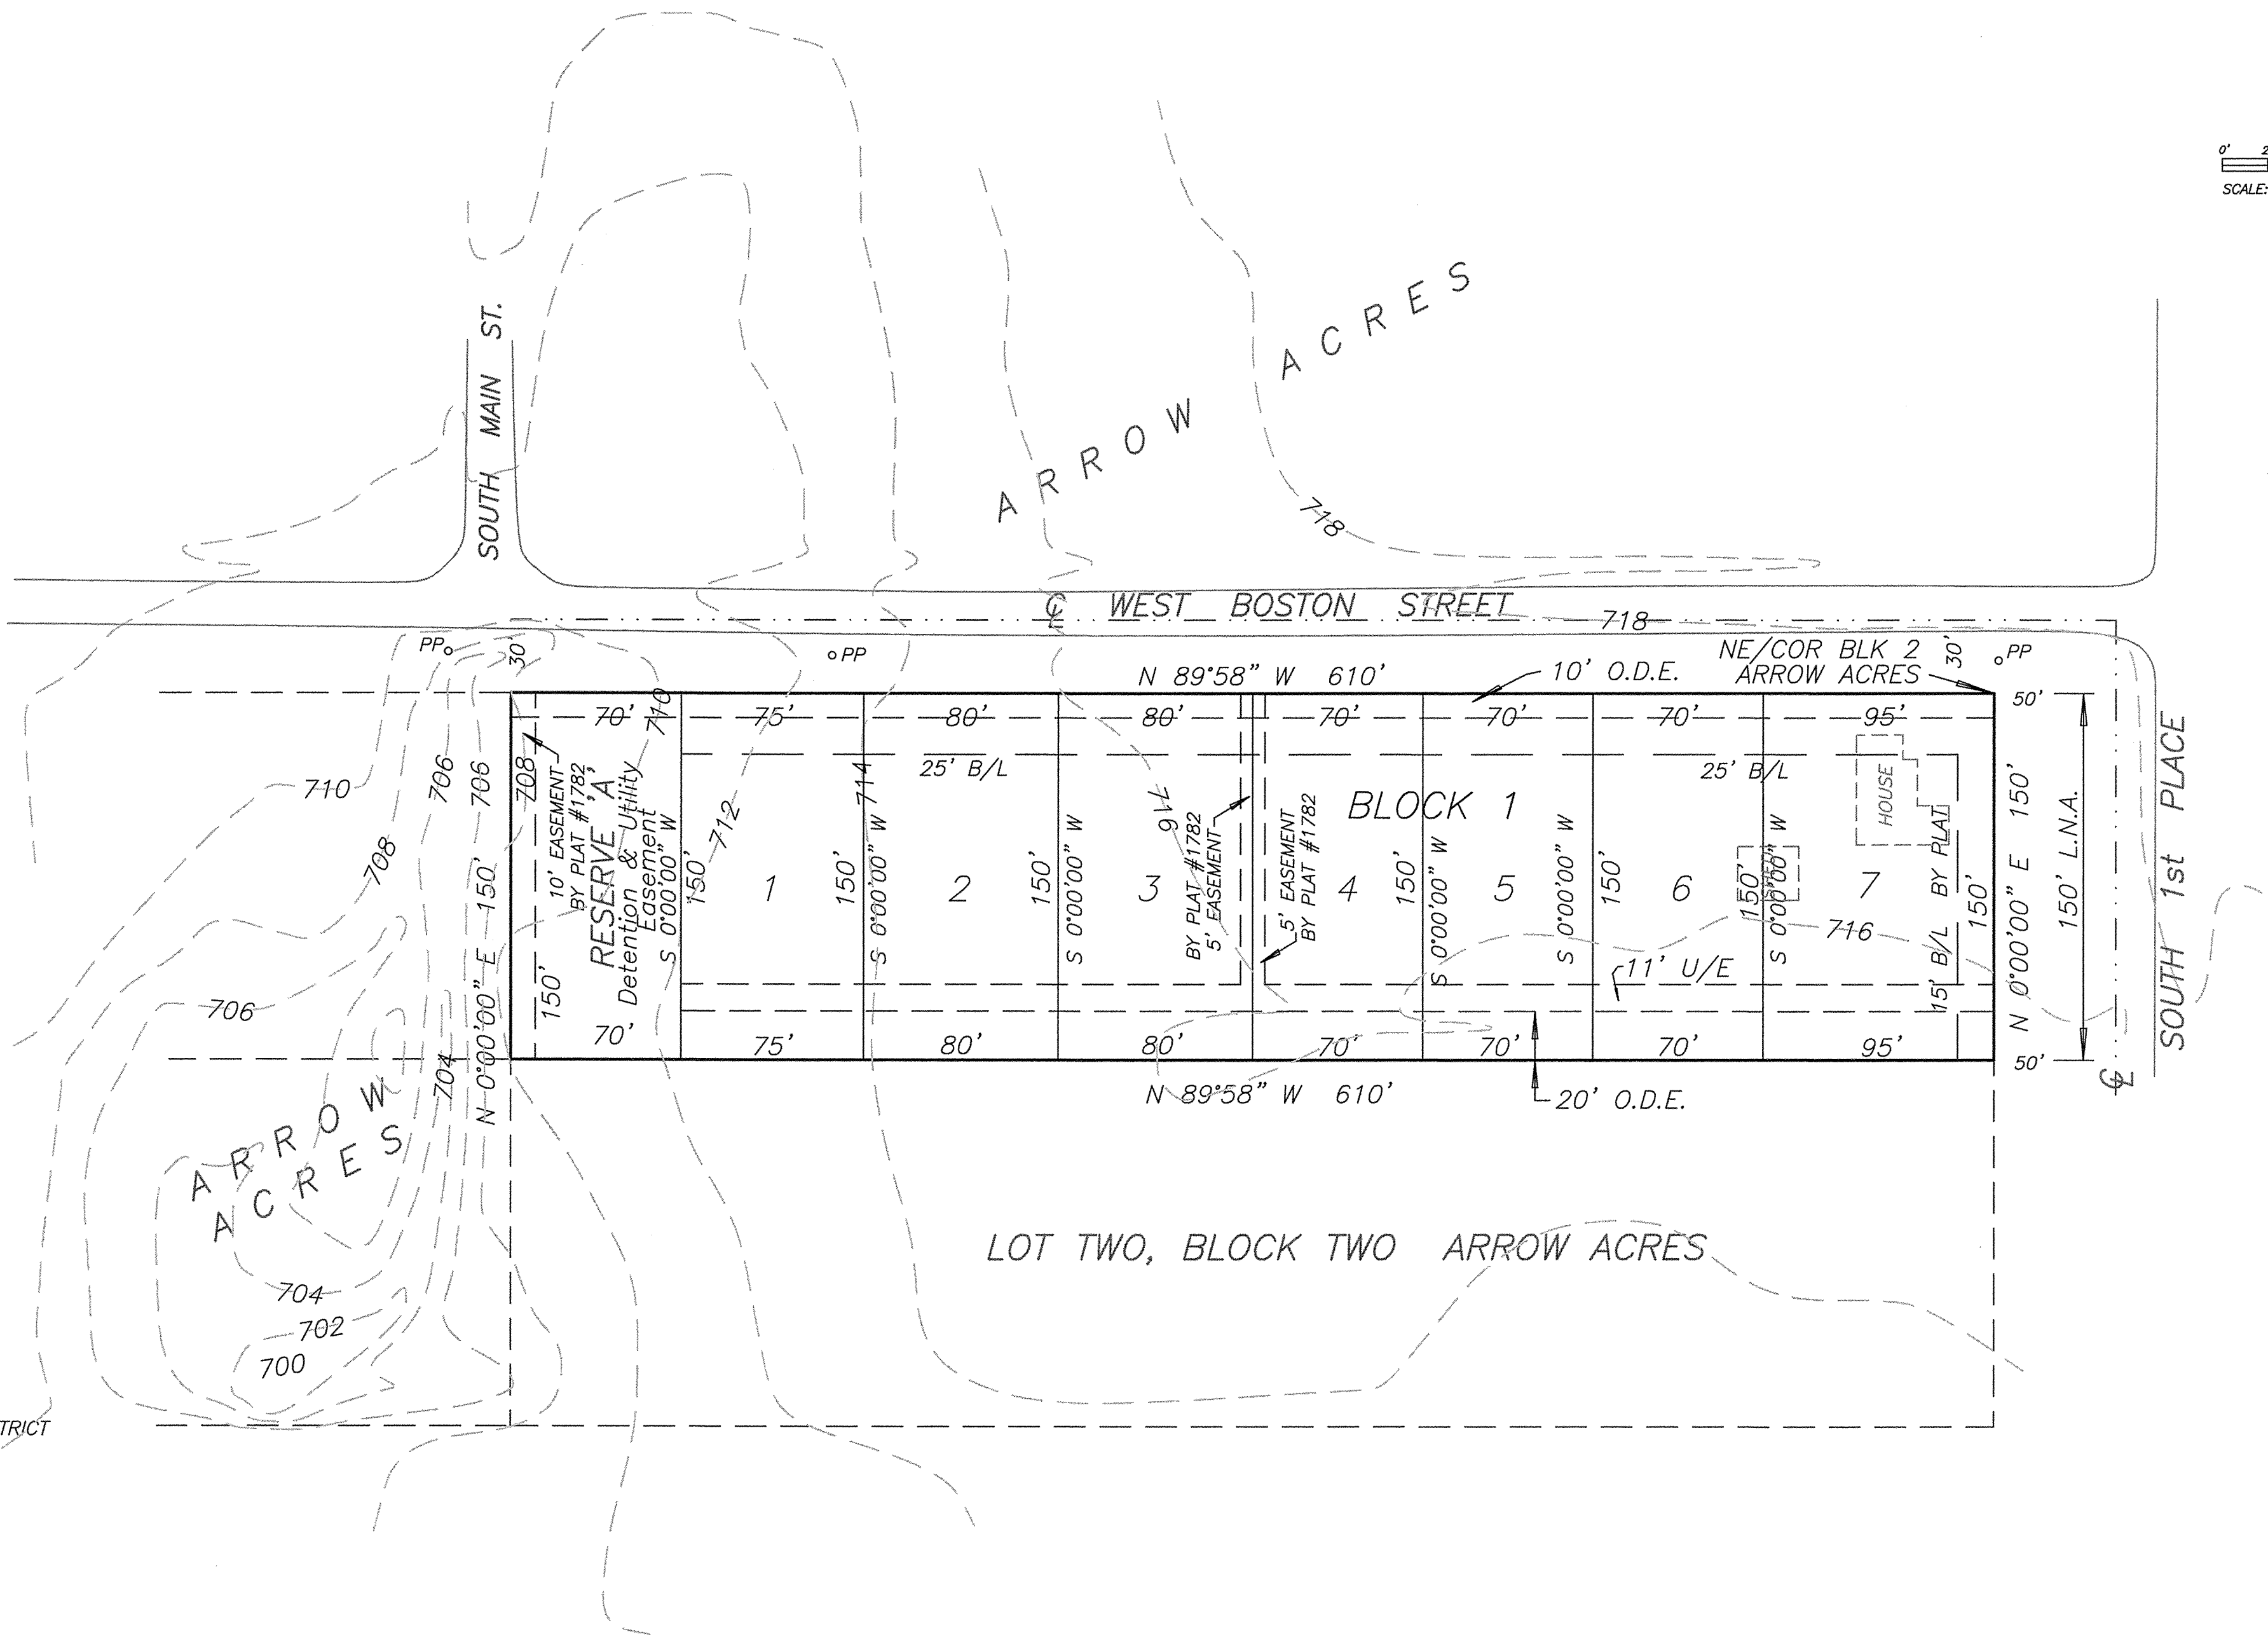 0' 2
SCALE:
SOUTH MAIN ST.
ARROW ACRES
718
℄ WEST BOSTON STREET
718
PP
30'
PP
NE/COR BLK 2
ARROW ACRES
30'
PP
N 89°58" W 610'
10' O.D.E.
50'
70'
710
75'
80'
80'
70'
70'
70'
95'
25' B/L
25' B/L
710
706
706
708
708
10' EASEMENT
BY PLAT #1782
RESERVE 'A'
Detention & Utility
Easement
S 0°00'00" W
150'
712
714
716
BY PLAT #1782
5' EASEMENT
5' EASEMENT
BY PLAT #1782
BLOCK 1
HOUSE
N 0°00'00" E 150'
150'
1
150'
S 0°00'00" W
2
150'
S 0°00'00" W
3
4
150'
S 0°00'00" W
5
S 0°00'00" W
150'
6
150'
S 0°00'00" W
7
716
15' B/L BY PLAT
150'
N 0°00'00" E 150'
150' L.N.A.
SOUTH 1st PLACE
11' U/E
706
704
70'
75'
80'
80'
70'
70'
70'
95'
50'
℄
N 89°58" W 610'
20' O.D.E.
ARROW
ACRES
LOT TWO, BLOCK TWO ARROW ACRES
704
702
700
TRICT